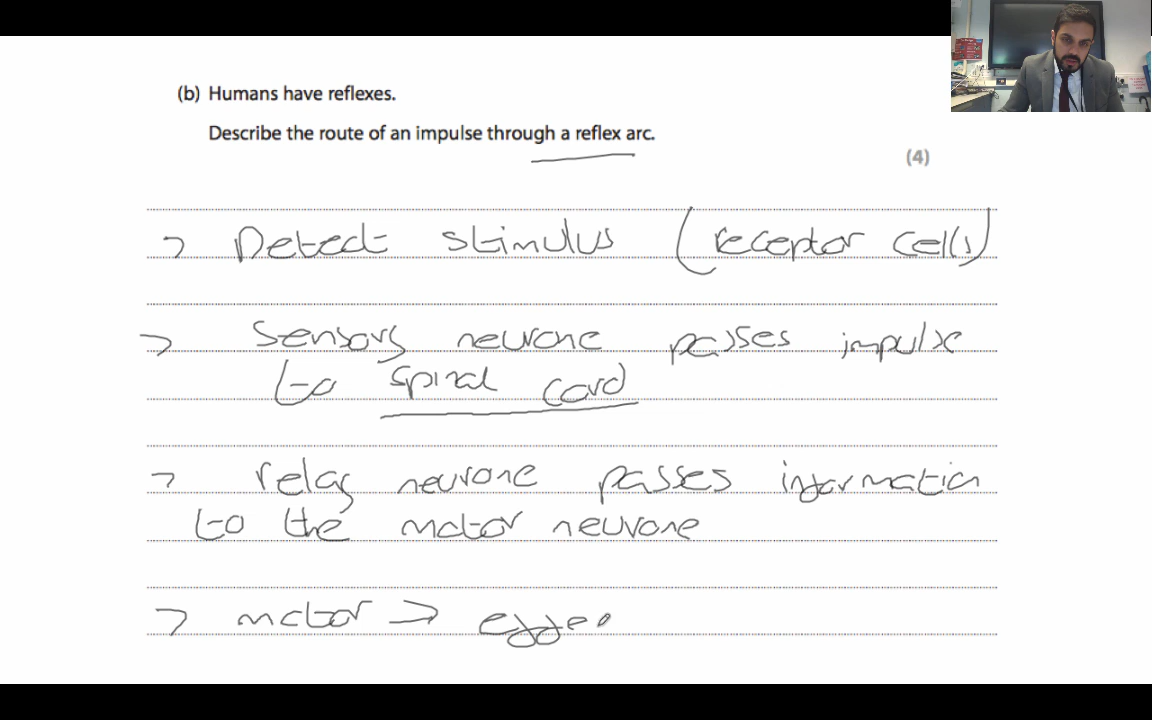 (b) Humans have reflexes.
Describe the route of an impulse through a reflex arc.
(4)
→ Detect stimulus (receptor cells)
→ sensory neurone passes impulse
to spinal cord
→ relay neurone passes information
to the motor neurone
→ motor → effec